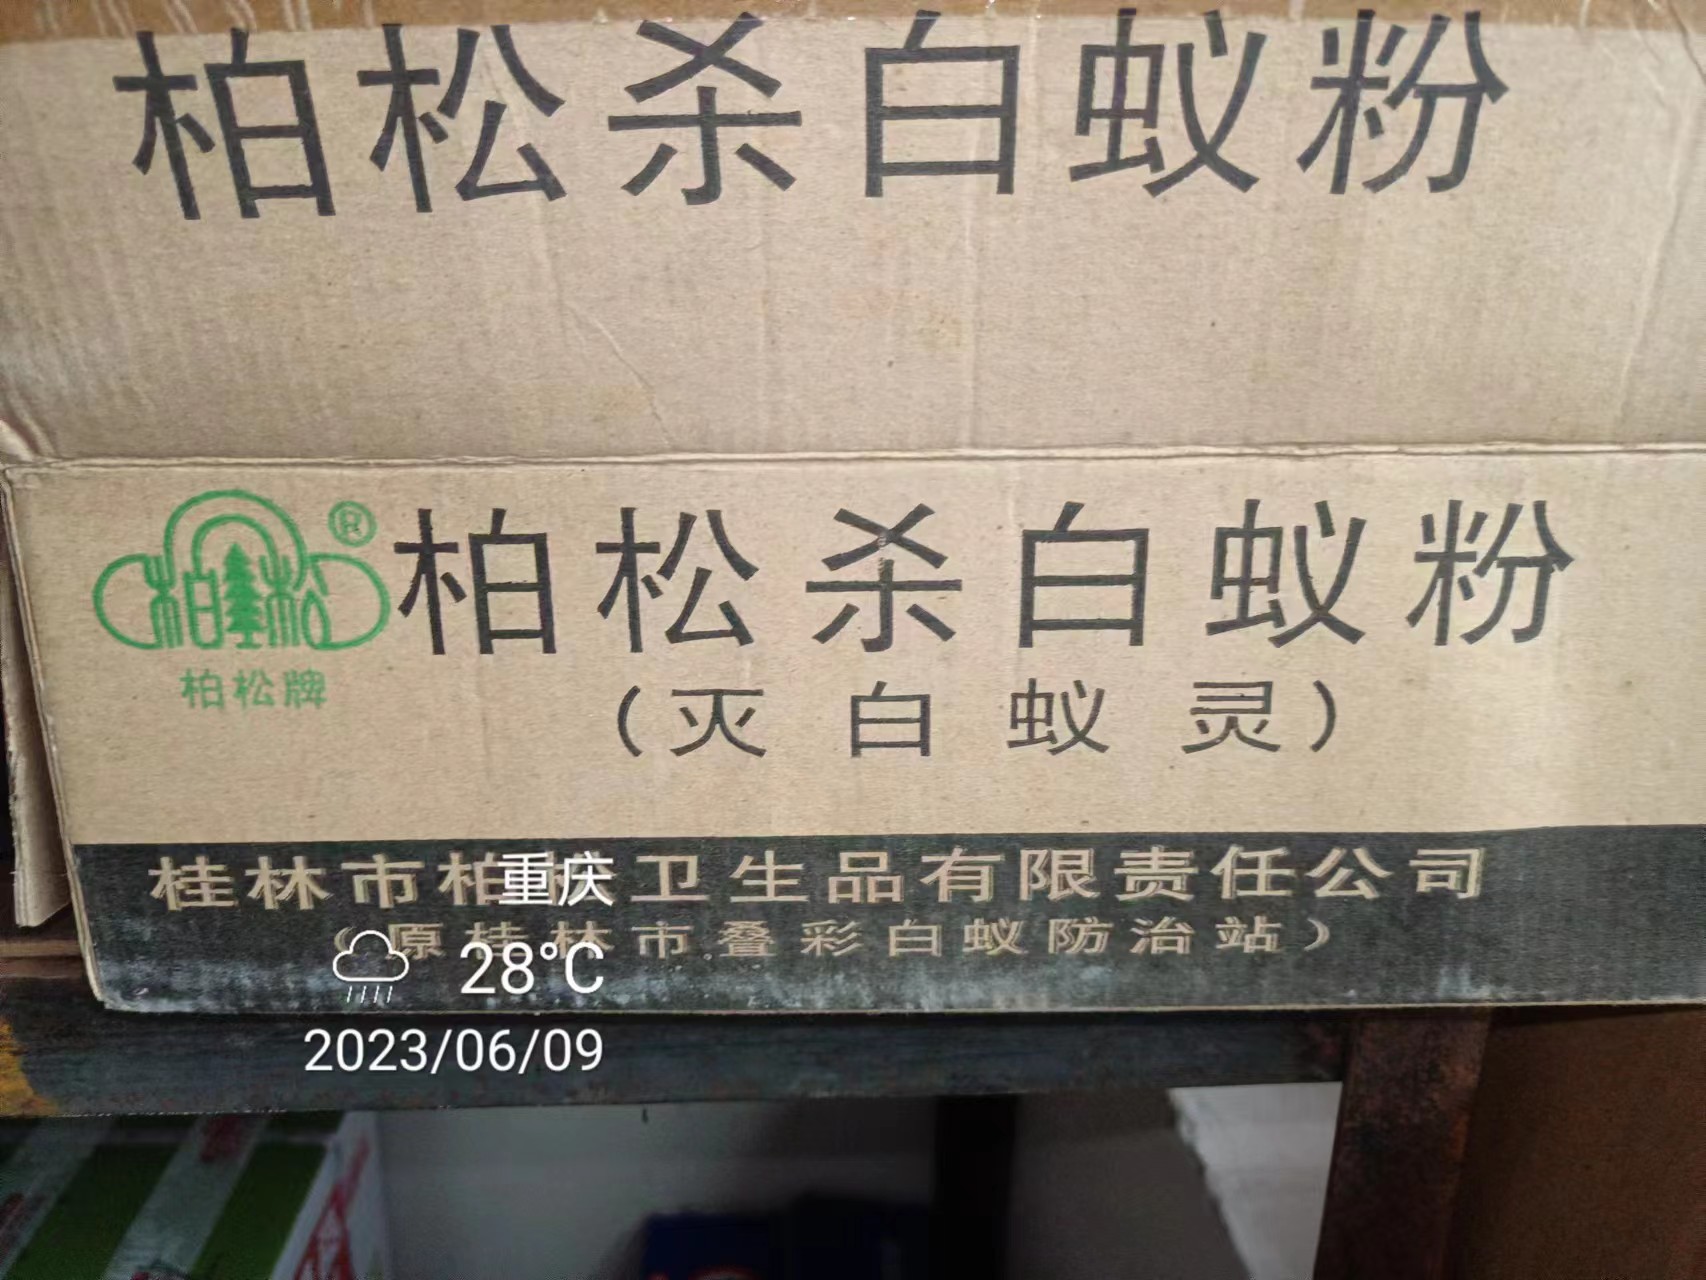 柏松杀白蚁粉
柏松
®
柏松牌
柏松杀白蚁粉
(灭白蚁灵)
桂林市柏 卫生品有限责任公司
(原桂林市叠彩白蚁防治站)
重庆
28°C
2023/06/09